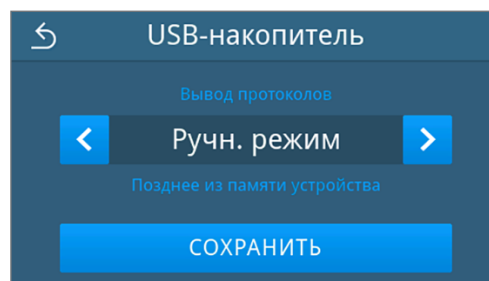 USB-накопитель
Вывод протоколов
Ручн. режим
Позднее из памяти устройства
СОХРАНИТЬ